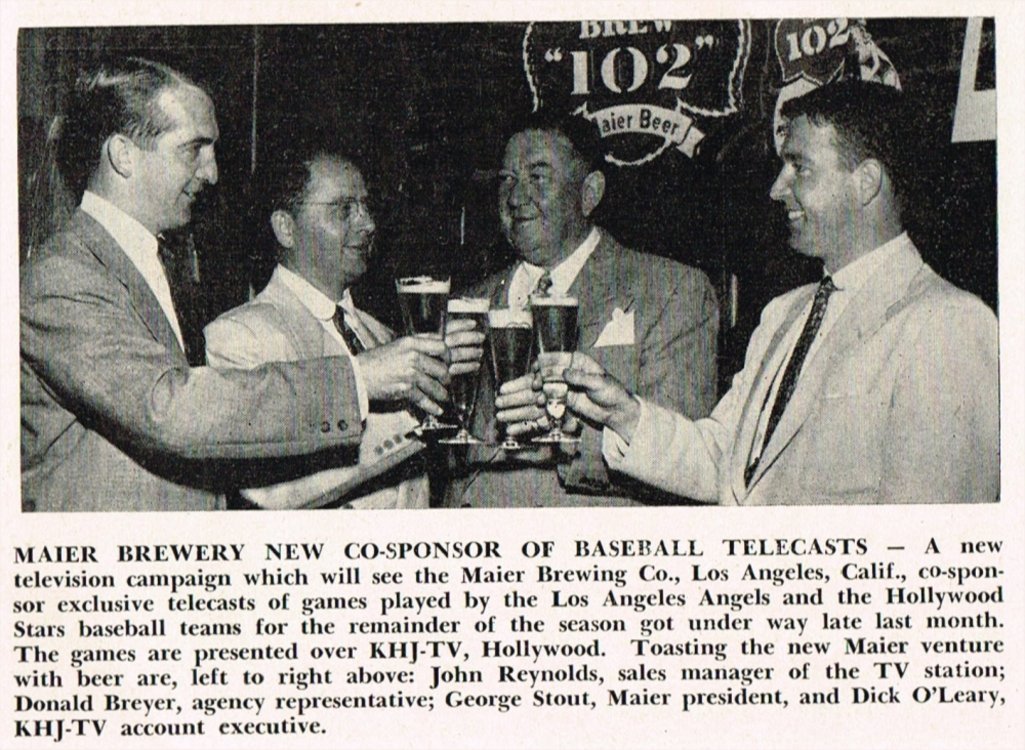 BREW
"102"
Maier Beer
102
MAIER BREWERY NEW CO-SPONSOR OF BASEBALL TELECASTS — A new
television campaign which will see the Maier Brewing Co., Los Angeles, Calif., co-spon-
sor exclusive telecasts of games played by the Los Angeles Angels and the Hollywood
Stars baseball teams for the remainder of the season got under way late last month.
The games are presented over KHJ-TV, Hollywood. Toasting the new Maier venture
with beer are, left to right above: John Reynolds, sales manager of the TV station;
Donald Breyer, agency representative; George Stout, Maier president, and Dick O'Leary,
KHJ-TV account executive.